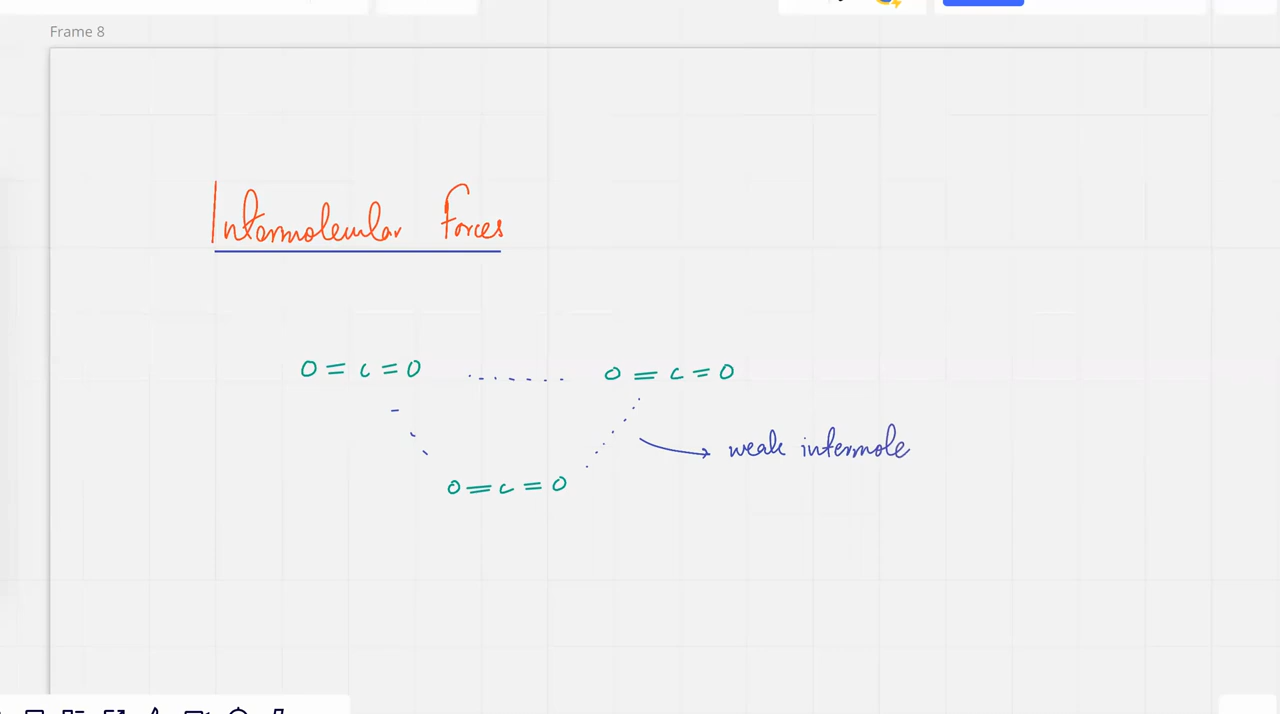 Frame 8
Intermolecular Forces
O=C=O ....... O=C=O
weak intermole
O=C=O